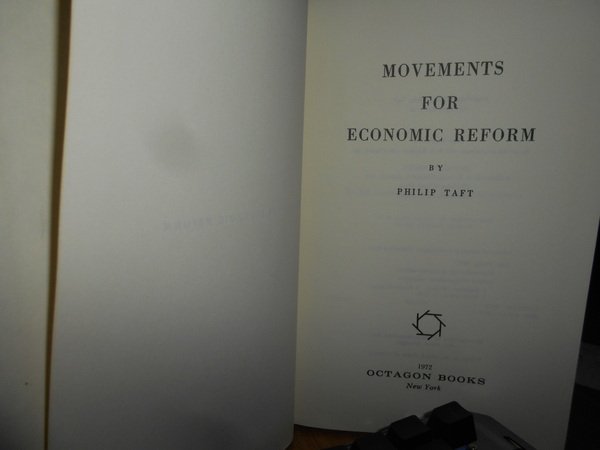 MOVEMENTS
FOR
ECONOMIC REFORM
BY
PHILIP TAFT
1972
OCTAGON BOOKS
New York